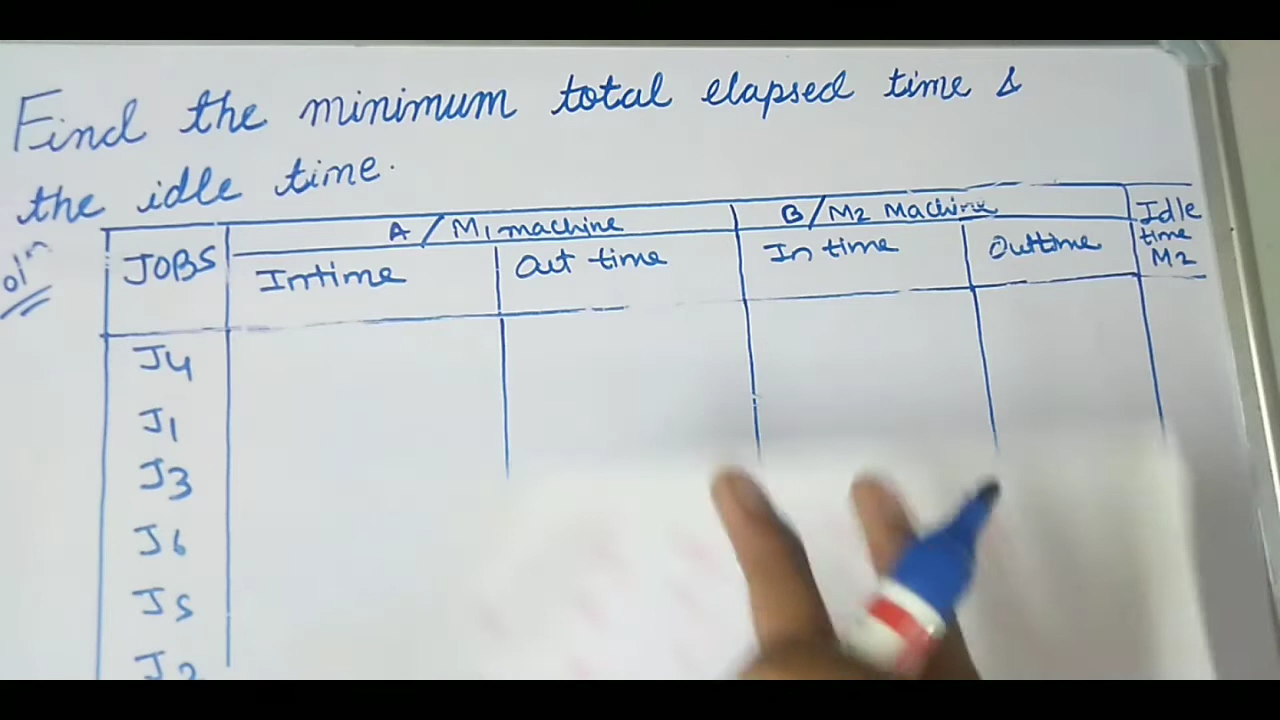 Find the minimum total elapsed time &
the idle time.
JOBS
A / M1 machine
B / M2 Machine
Idle
time
M2
Intime
Out time
In time
Outtime
J4
J1
J3
J6
J5
J2